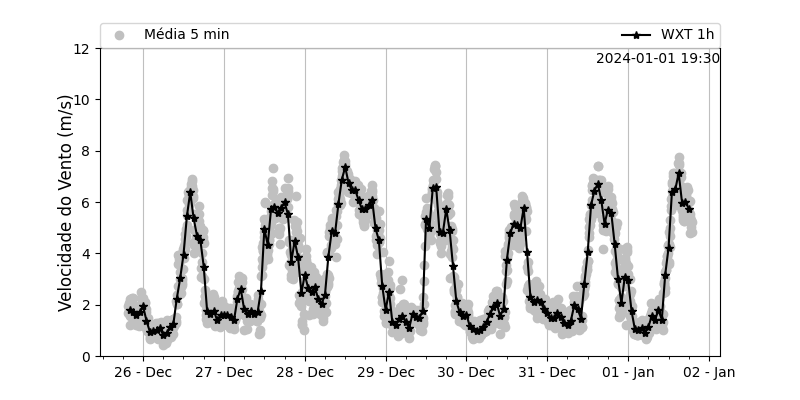 Média 5 min
WXT 1h
2024-01-01 19:30
Velocidade do Vento (m/s)
12
10
8
6
4
2
0
26 - Dec 27 - Dec 28 - Dec 29 - Dec 30 - Dec 31 - Dec 01 - Jan 02 - Jan